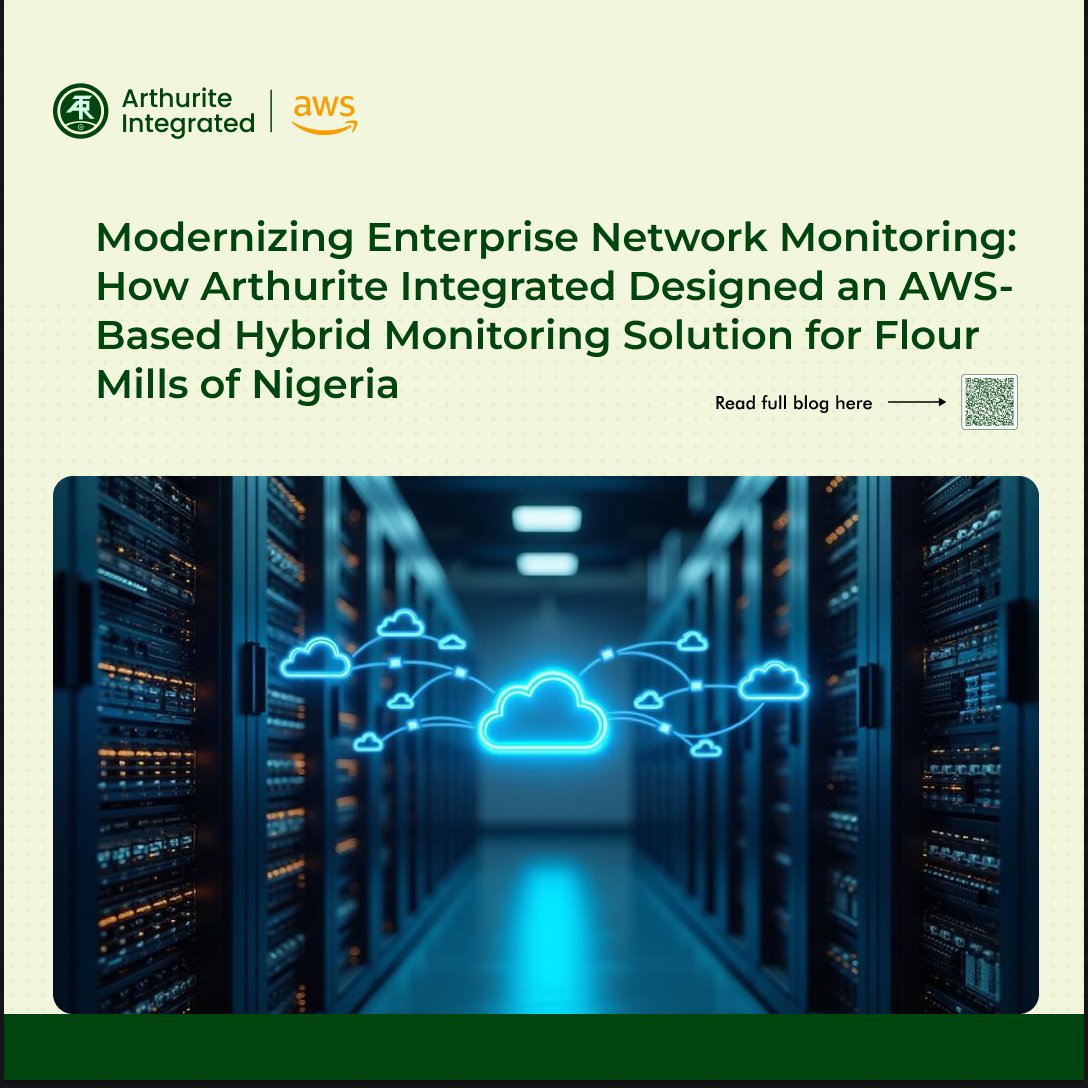 Arthurite
Integrated
aws
Modernizing Enterprise Network Monitoring:
How Arthurite Integrated Designed an AWS-
Based Hybrid Monitoring Solution for Flour
Mills of Nigeria
Read full blog here